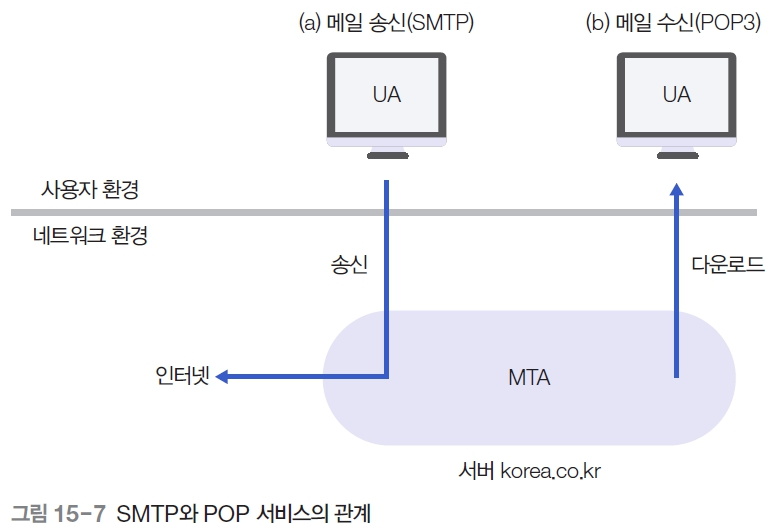 (a) 메일 송신(SMTP)
(b) 메일 수신(POP3)
UA
UA
사용자 환경
네트워크 환경
송신
다운로드
인터넷
MTA
서버 korea.co.kr
그림 15-7 SMTP와 POP 서비스의 관계